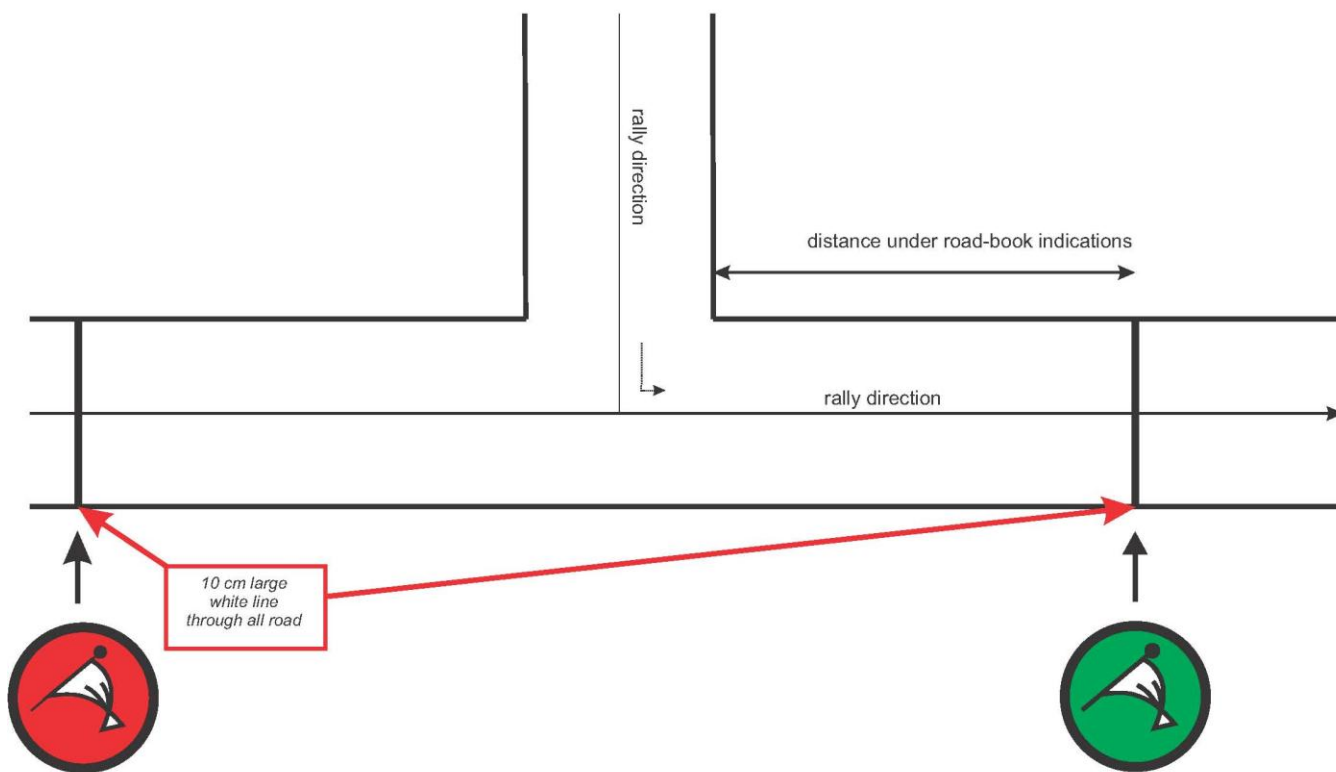 rally direction
distance under road-book indications
rally direction
10 cm large
white line
through all road